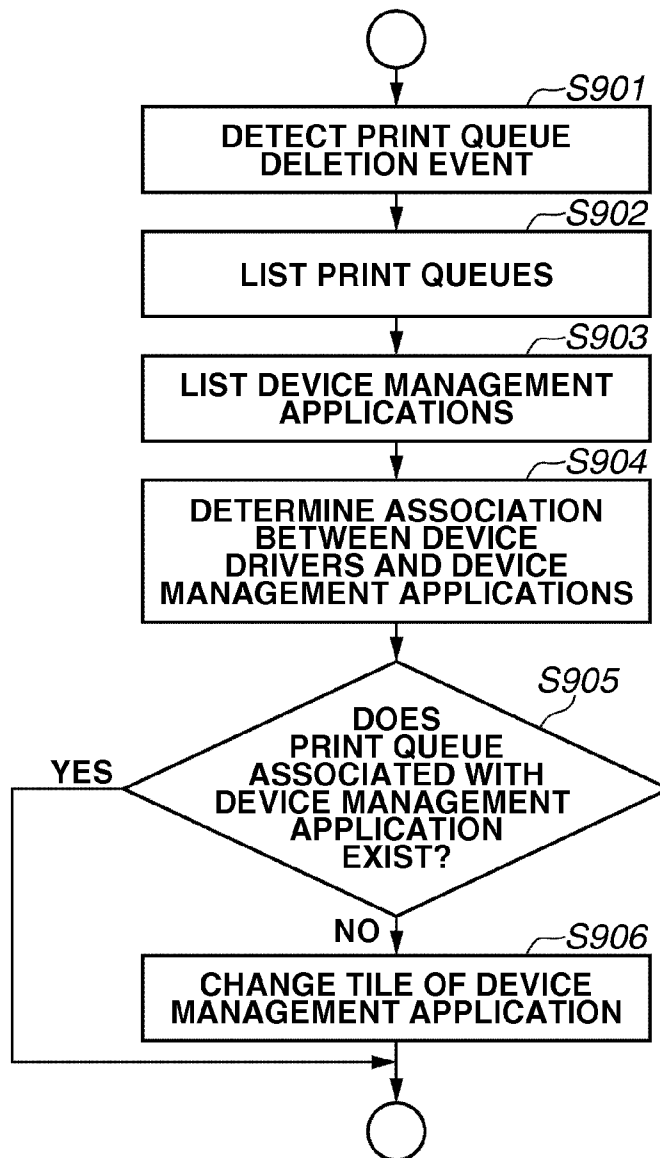 S901
DETECT PRINT QUEUE
DELETION EVENT
S902
LIST PRINT QUEUES
S903
LIST DEVICE MANAGEMENT
APPLICATIONS
S904
DETERMINE ASSOCIATION
BETWEEN DEVICE
DRIVERS AND DEVICE
MANAGEMENT APPLICATIONS
S905
DOES
PRINT QUEUE
ASSOCIATED WITH
DEVICE MANAGEMENT
APPLICATION
EXIST?
YES
NO
S906
CHANGE TILE OF DEVICE
MANAGEMENT APPLICATION